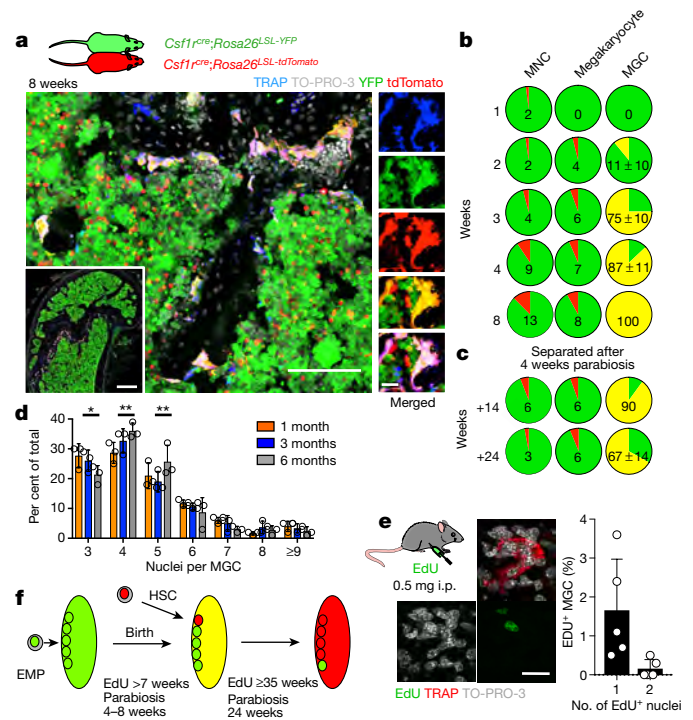 a
Csf1r^cre;Rosa26^LSL-YFP
Csf1r^cre;Rosa26^LSL-tdTomato
8 weeks
TRAP TO-PRO-3 YFP tdTomato
Merged
b
MNC Megakaryocyte MGC
Weeks
1 2 0 0
2 2 4 11 ± 10
3 4 6 75 ± 10
4 9 7 87 ± 11
8 13 8 100
c
Separated after
4 weeks parabiosis
Weeks
+14 6 6 90
+24 3 6 67 ± 14
d
Per cent of total
40
30
20
10
0
* ** **
1 month
3 months
6 months
3 4 5 6 7 8 ≥9
Nuclei per MGC
e
EdU
0.5 mg i.p.
EdU TRAP TO-PRO-3
EDU+ MGC (%)
4
3
2
1
0
1 2
No. of EdU+ nuclei
f
HSC
EMP
Birth
EdU >7 weeks
Parabiosis
4–8 weeks
EdU ≥35 weeks
Parabiosis
24 weeks